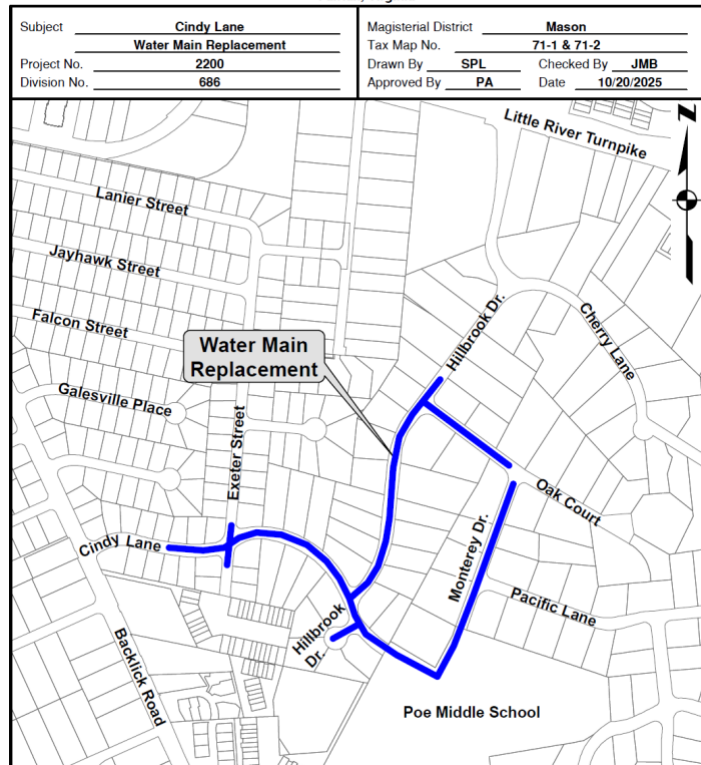 Subject Cindy Lane
Water Main Replacement
Project No. 2200
Division No. 686
Magisterial District Mason
Tax Map No. 71-1 & 71-2
Drawn By SPL Checked By JMB
Approved By PA Date 10/20/2025
Little River Turnpike
Z
Lanier Street
Jayhawk Street
Falcon Street
Galesville Place
Water Main
Replacement
Hillbrook Dr.
Cherry Lane
Exeter Street
Cindy Lane
Oak Court
Monterey Dr.
Pacific Lane
Hillbrook
Dr.
Backlick Road
Poe Middle School